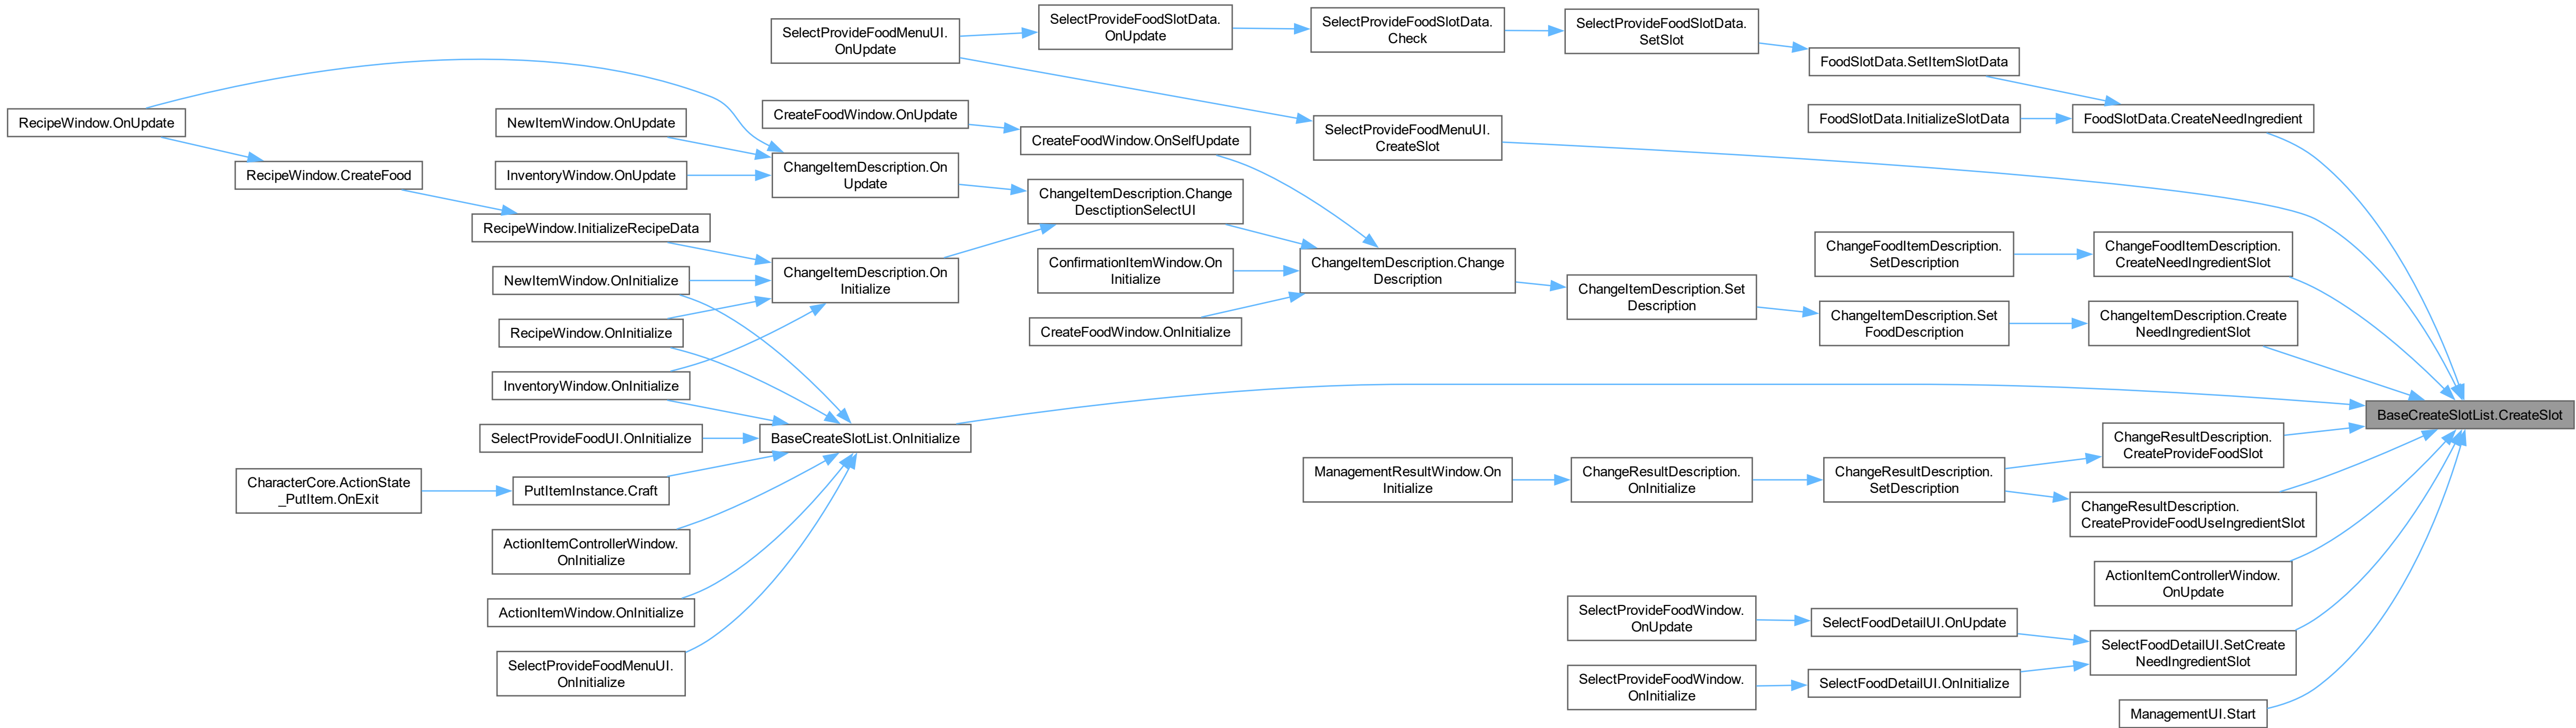 SelectProvideFoodMenuUI.
OnUpdate
SelectProvideFoodSlotData.
OnUpdate
SelectProvideFoodSlotData.
Check
SelectProvideFoodSlotData.
SetSlot
FoodSlotData.SetItemSlotData
RecipeWindow.OnUpdate
NewItemWindow.OnUpdate
CreateFoodWindow.OnUpdate
CreateFoodWindow.OnSelfUpdate
SelectProvideFoodMenuUI.
CreateSlot
FoodSlotData.InitializeSlotData
FoodSlotData.CreateNeedIngredient
RecipeWindow.CreateFood
InventoryWindow.OnUpdate
ChangeItemDescription.On
Update
ChangeItemDescription.Change
DesctiptionSelectUI
RecipeWindow.InitializeRecipeData
NewItemWindow.OnInitialize
ChangeItemDescription.On
Initialize
ConfirmationItemWindow.On
Initialize
ChangeItemDescription.Change
Description
ChangeItemDescription.Set
Description
ChangeFoodItemDescription.
SetDescription
ChangeFoodItemDescription.
CreateNeedIngredientSlot
RecipeWindow.OnInitialize
CreateFoodWindow.OnInitialize
ChangeItemDescription.Set
FoodDescription
ChangeItemDescription.Create
NeedIngredientSlot
InventoryWindow.OnInitialize
BaseCreateSlotList.CreateSlot
SelectProvideFoodUI.OnInitialize
BaseCreateSlotList.OnInitialize
ChangeResultDescription.
CreateProvideFoodSlot
CharacterCore.ActionState
_PutItem.OnExit
PutItemInstance.Craft
ManagementResultWindow.On
Initialize
ChangeResultDescription.
OnInitialize
ChangeResultDescription.
SetDescription
ChangeResultDescription.
CreateProvideFoodUseIngredientSlot
ActionItemControllerWindow.
OnInitialize
ActionItemControllerWindow.
OnUpdate
ActionItemWindow.OnInitialize
SelectProvideFoodWindow.
OnUpdate
SelectFoodDetailUI.OnUpdate
SelectFoodDetailUI.SetCreate
NeedIngredientSlot
SelectProvideFoodMenuUI.
OnInitialize
SelectProvideFoodWindow.
OnInitialize
SelectFoodDetailUI.OnInitialize
ManagementUI.Start